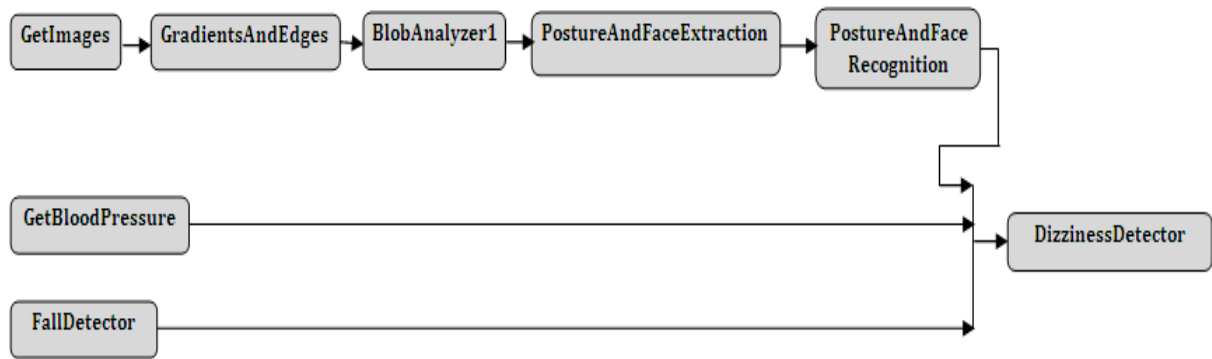 GetImages
GradientsAndEdges
BlobAnalyzer1
PostureAndFaceExtraction
PostureAndFace
Recognition
GetBloodPressure
DizzinessDetector
FallDetector